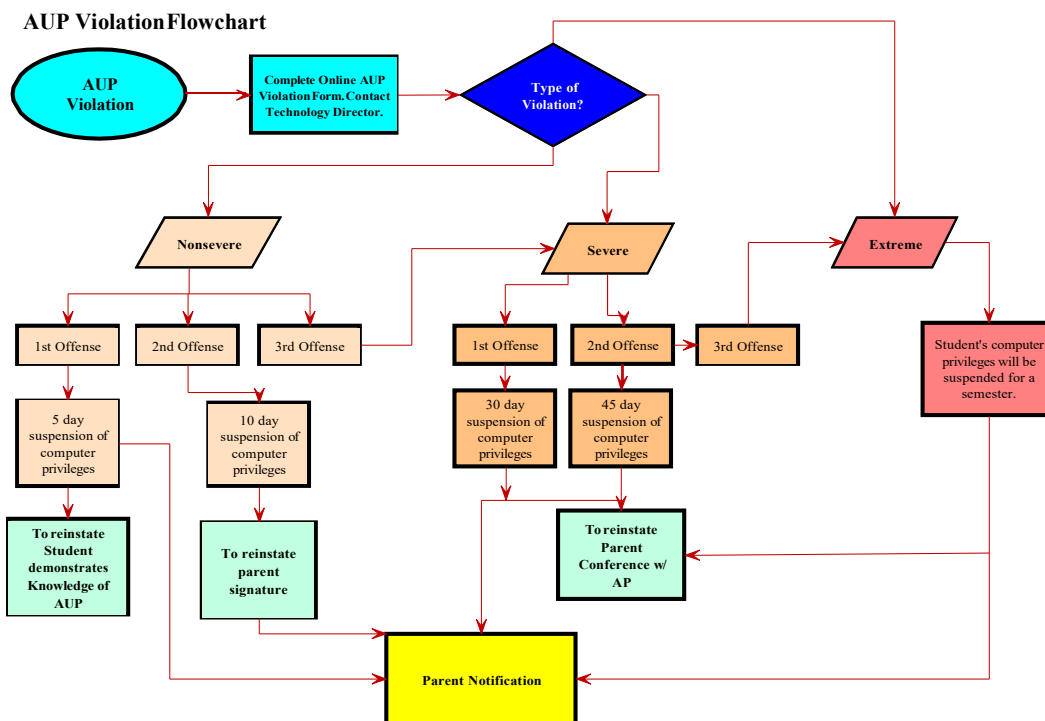 AUP Violation Flowchart
AUP
Violation
Complete Online AUP
Violation Form. Contact
Technology Director.
Type of
Violation?
Nonsevere
Severe
Extreme
1st Offense
2nd Offense
3rd Offense
1st Offense
2nd Offense
3rd Offense
Student's computer
privileges will be
suspended for a
semester.
5 day
suspension of
computer
privileges
10 day
suspension of
computer
privileges
30 day
suspension of
computer
privileges
45 day
suspension of
computer
privileges
To reinstate
Student
demonstrates
Knowledge of
AUP
To reinstate
parent
signature
To reinstate
Parent
Conference w/
AP
Parent Notification